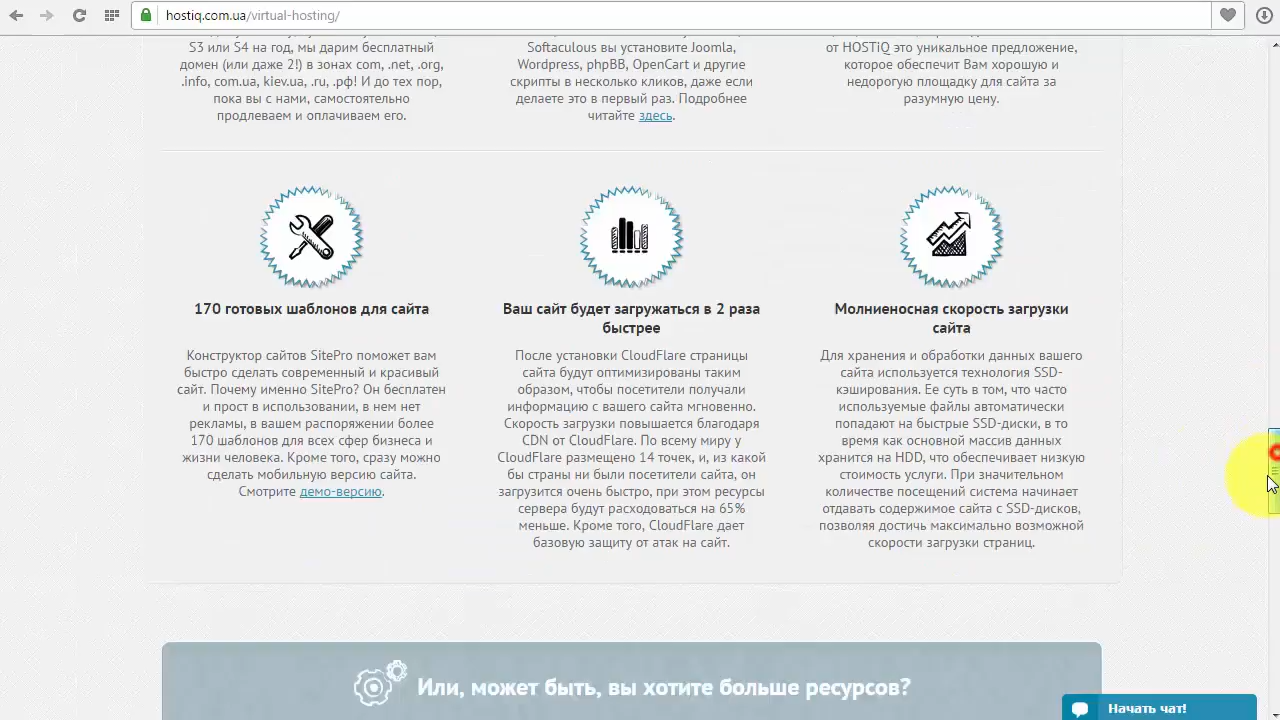 hostiq.com.ua/virtual-hosting/
S3 или S4 на год, мы дарим бесплатный
домен (или даже 2!) в зонах com, .net, .org,
.info, com.ua, kiev.ua, .ru, .рф! И до тех пор,
пока вы с нами, самостоятельно
продлеваем и оплачиваем его.
Softaculous вы установите Joomla,
Wordpress, phpBB, OpenCart и другие
скрипты в несколько кликов, даже если
делаете это в первый раз. Подробнее
читайте здесь.
от HOSTiQ это уникальное предложение,
которое обеспечит Вам хорошую и
недорогую площадку для сайта за
разумную цену.
170 готовых шаблонов для сайта
Конструктор сайтов SitePro поможет вам
быстро сделать современный и красивый
сайт. Почему именно SitePro? Он бесплатен
и прост в использовании, в нем нет
рекламы, в вашем распоряжении более
170 шаблонов для всех сфер бизнеса и
жизни человека. Кроме того, сразу можно
сделать мобильную версию сайта.
Смотрите демо-версию.
Ваш сайт будет загружаться в 2 раза
быстрее
После установки CloudFlare страницы
сайта будут оптимизированы таким
образом, чтобы посетители получали
информацию с вашего сайта мгновенно.
Скорость загрузки повышается благодаря
CDN от CloudFlare. По всему миру у
CloudFlare размещено 14 точек, и, из какой
бы страны ни были посетители сайта, он
загрузится очень быстро, при этом ресурсы
сервера будут расходоваться на 65%
меньше. Кроме того, CloudFlare дает
базовую защиту от атак на сайт.
Молниеносная скорость загрузки
сайта
Для хранения и обработки данных вашего
сайта используется технология SSD-
кэширования. Ее суть в том, что часто
используемые файлы автоматически
попадают на быстрые SSD-диски, в то
время как основной массив данных
хранится на HDD, что обеспечивает низкую
стоимость услуги. При значительном
количестве посещений система начинает
отдавать содержимое сайта с SSD-дисков,
позволяя достичь максимально возможной
скорости загрузки страниц.
Или, может быть, вы хотите больше ресурсов?
Начать чат!